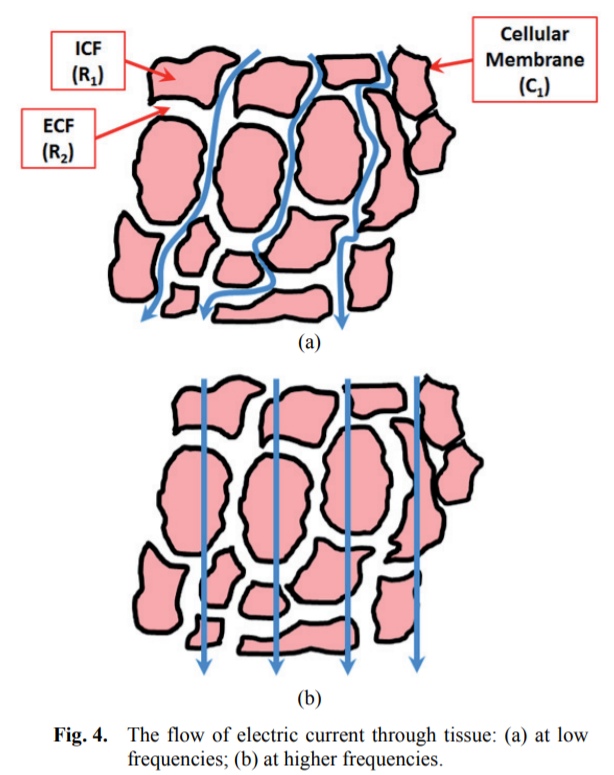 ICF
(R₁)
ECF
(R₂)
Cellular
Membrane
(C₁)
(a)
(b)
Fig. 4. The flow of electric current through tissue: (a) at low
frequencies; (b) at higher frequencies.